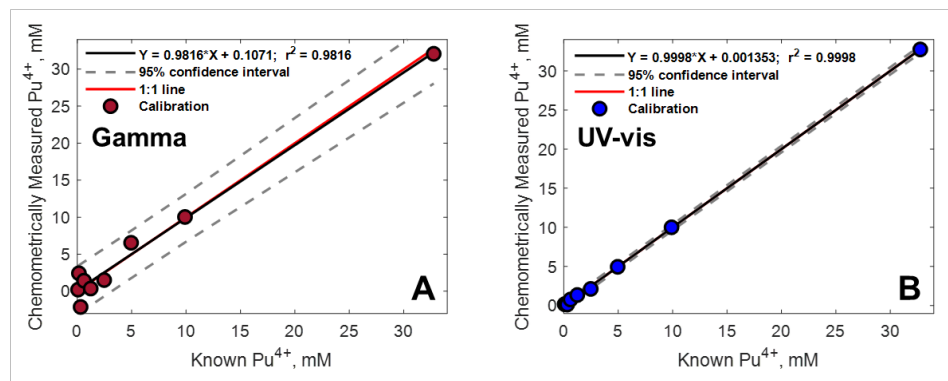 Y = 0.9816*X + 0.1071; r² = 0.9816
95% confidence interval
1:1 line
Calibration
Gamma
A
Chemometrically Measured Pu⁴⁺, mM
30
25
20
15
10
5
0
0 5 10 15 20 25 30
Known Pu⁴⁺, mM
Y = 0.9998*X + 0.001353; r² = 0.9998
95% confidence interval
1:1 line
Calibration
UV-vis
B
Chemometrically Measured Pu⁴⁺, mM
30
25
20
15
10
5
0
0 5 10 15 20 25 30
Known Pu⁴⁺, mM